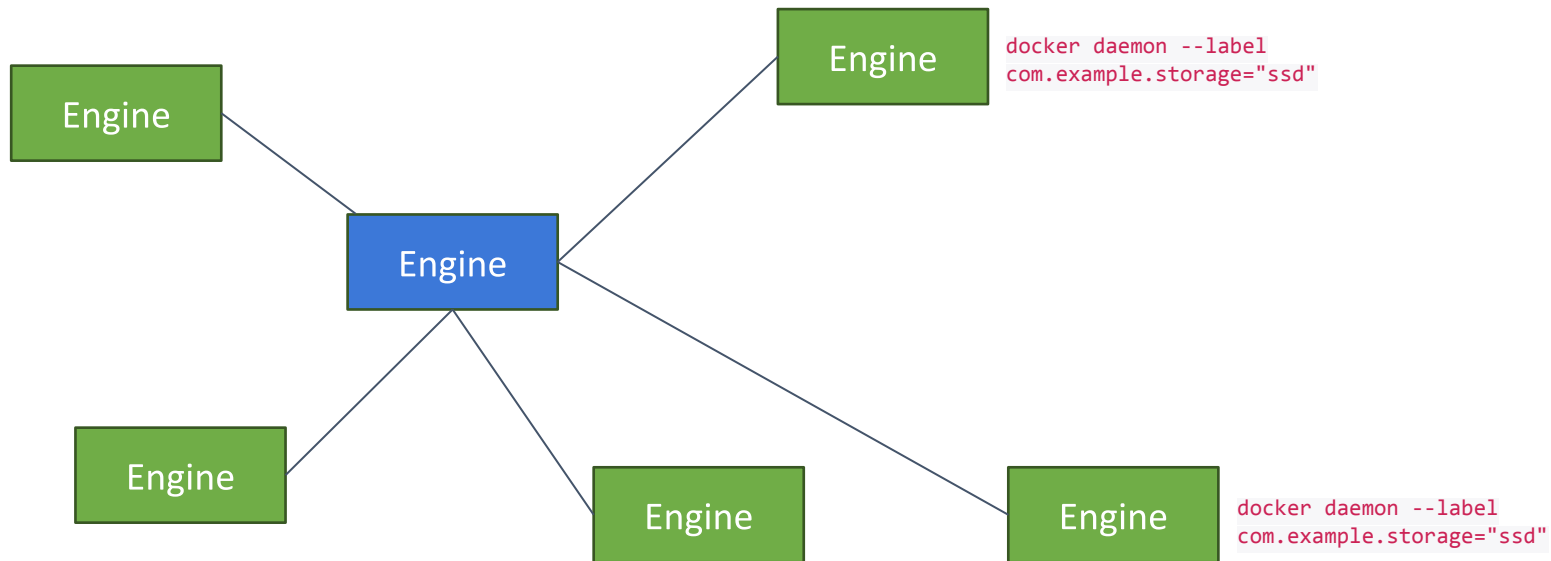 Engine
docker daemon --label
com.example.storage="ssd"
Engine
Engine
Engine
Engine
Engine
docker daemon --label
com.example.storage="ssd"